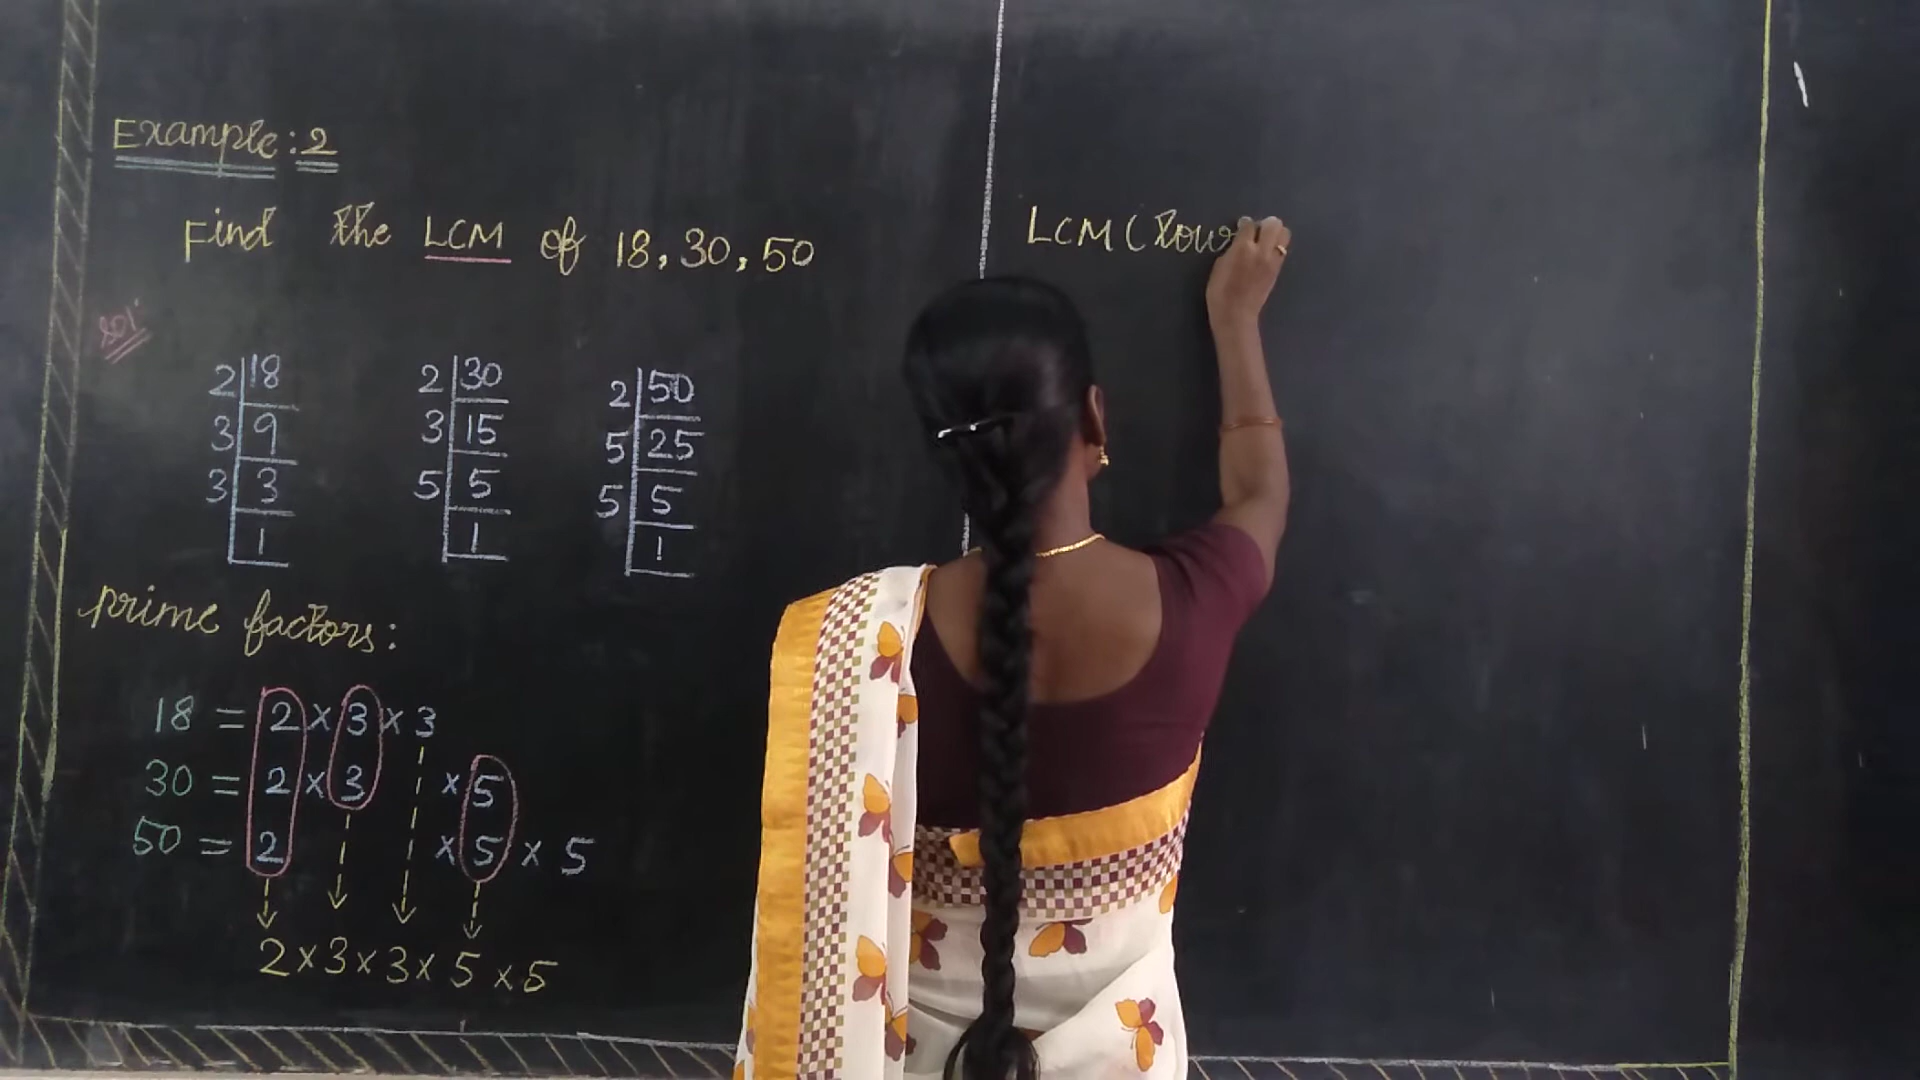 Example: 2
Find the LCM of 18, 30, 50
Sol:
2 | 18
3 | 9
3 | 3
1
2 | 30
3 | 15
5 | 5
1
2 | 50
5 | 25
5 | 5
1
prime factors:
18 = 2 x 3 x 3
30 = 2 x 3 x 5
50 = 2 x 5 x 5
2 x 3 x 3 x 5 x 5
LCM (